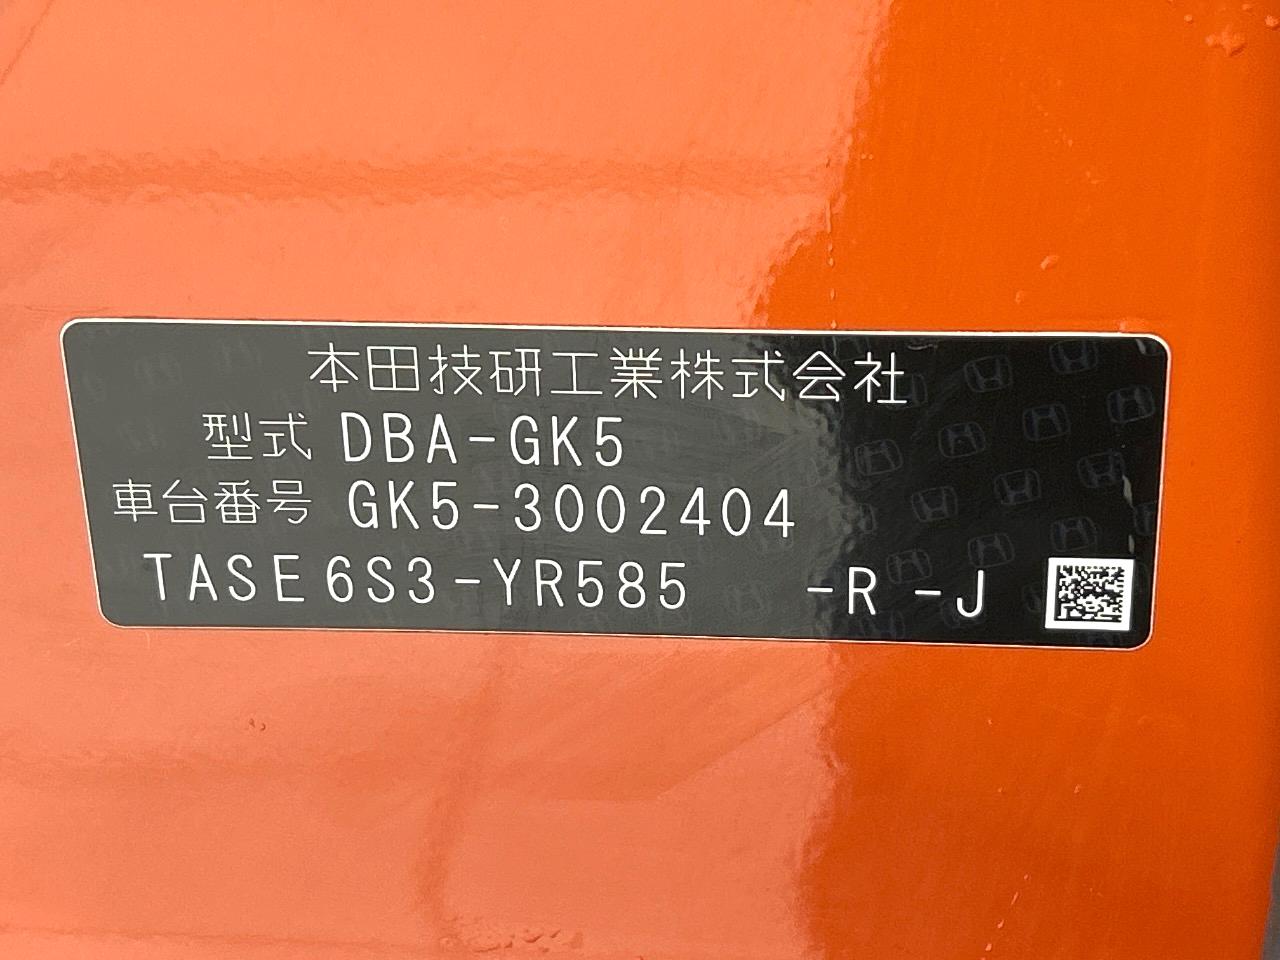 本田技研工業株式会社
型式 DBA-GK5
車台番号 GK5-3002404
TASE6S3-YR585 -R -J